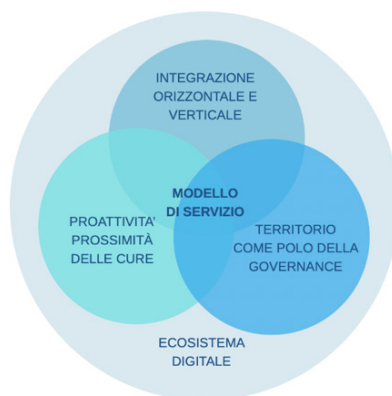 INTEGRAZIONE
ORIZZONTALE E
VERTICALE
MODELLO
DI SERVIZIO
PROATTIVITA'
PROSSIMITÀ
DELLE CURE
TERRITORIO
COME POLO DELLA
GOVERNANCE
ECOSISTEMA
DIGITALE